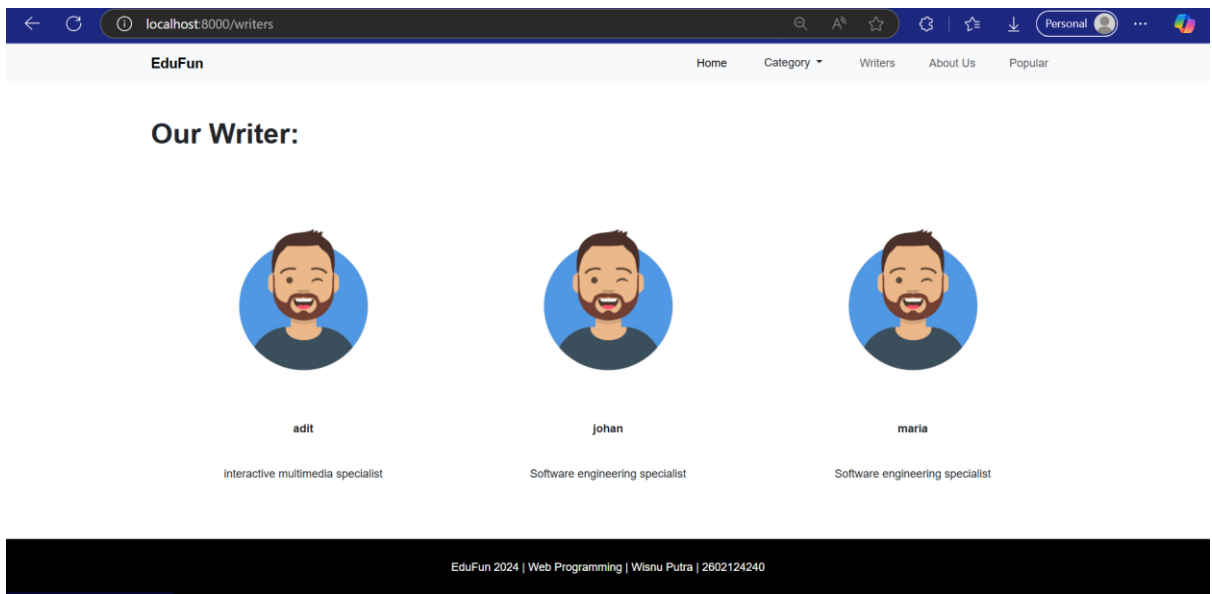 localhost:8000/writers
Personal
EduFun
Home Category Writers About Us Popular
Our Writer:
adit johan maria
interactive multimedia specialist Software engineering specialist Software engineering specialist
EduFun 2024 | Web Programming | Wisnu Putra | 2602124240